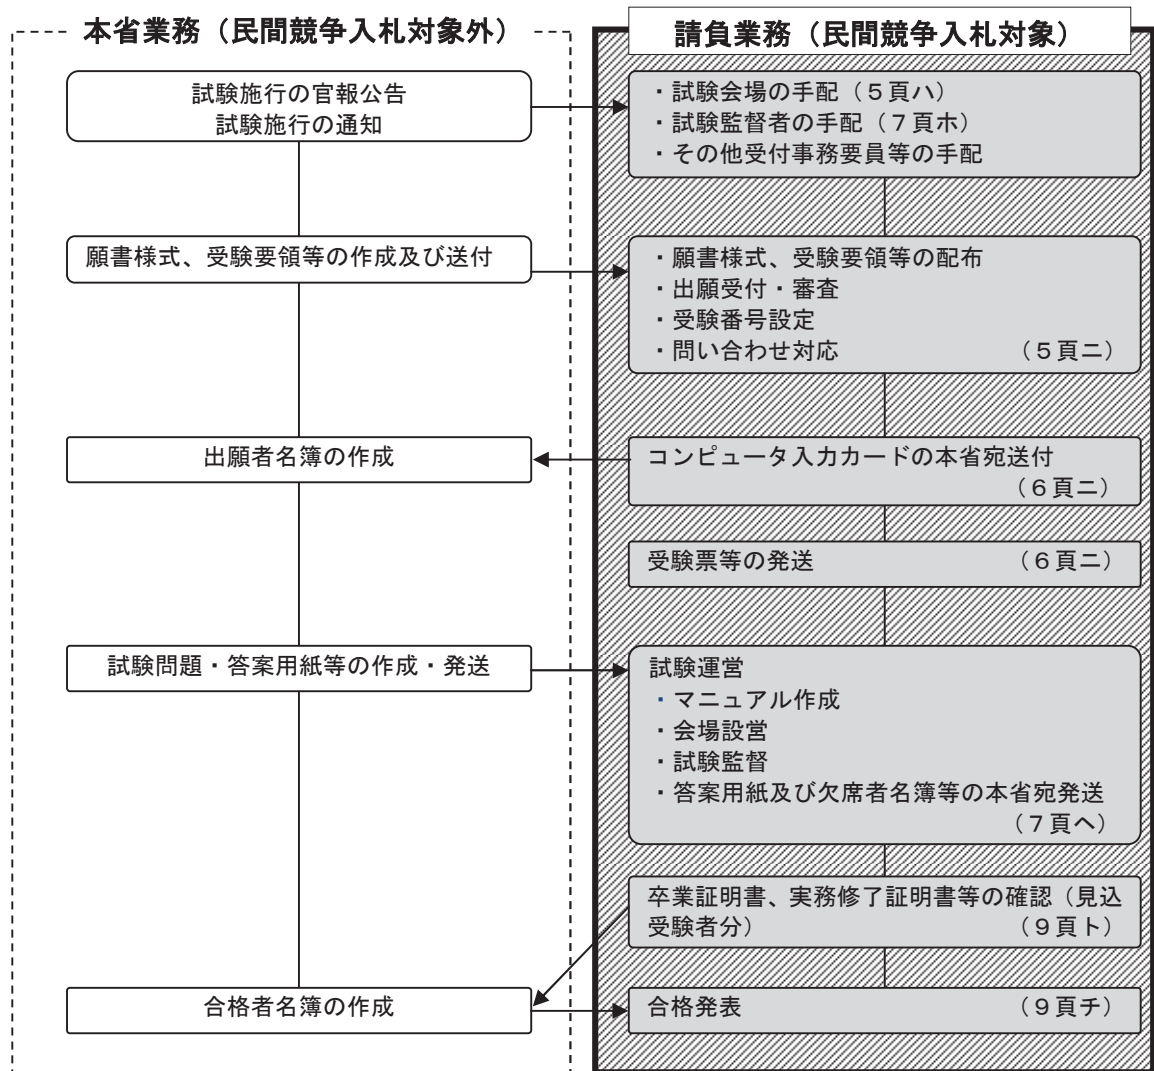 本省業務（民間競争入札対象外）
請負業務（民間競争入札対象）
試験施行の官報公告
試験施行の通知
・試験会場の手配（５頁ハ）
・試験監督者の手配（７頁ホ）
・その他受付事務要員等の手配
願書様式、受験要領等の作成及び送付
・願書様式、受験要領等の配布
・出願受付・審査
・受験番号設定
・問い合わせ対応　（５頁ニ）
出願者名簿の作成
コンピュータ入力カードの本省宛送付
（６頁ニ）
受験票等の発送　（６頁ニ）
試験問題・答案用紙等の作成・発送
試験運営
・マニュアル作成
・会場設営
・試験監督
・答案用紙及び欠席者名簿等の本省宛発送
（７頁ヘ）
卒業証明書、実務修了証明書等の確認（見込
受験者分）　（９頁ト）
合格者名簿の作成
合格発表　（９頁チ）